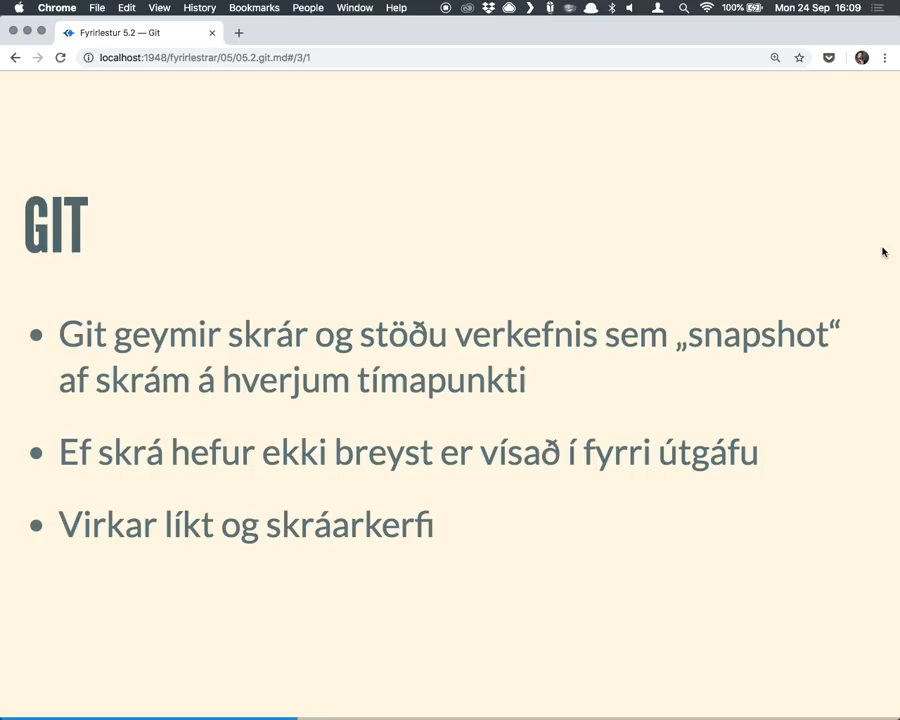 Chrome File Edit View History Bookmarks People Window Help 100% Mon 24 Sep 16:09
Fyrirlestur 5.2 — Git
localhost:1948/fyrirlestrar/05/05.2.git.md#/3/1
GIT
Git geymir skrár og stöðu verkefnis sem „snapshot“
af skrám á hverjum tímapunkti
Ef skrá hefur ekki breyst er vísað í fyrri útgáfu
Virkar líkt og skráarkerfi